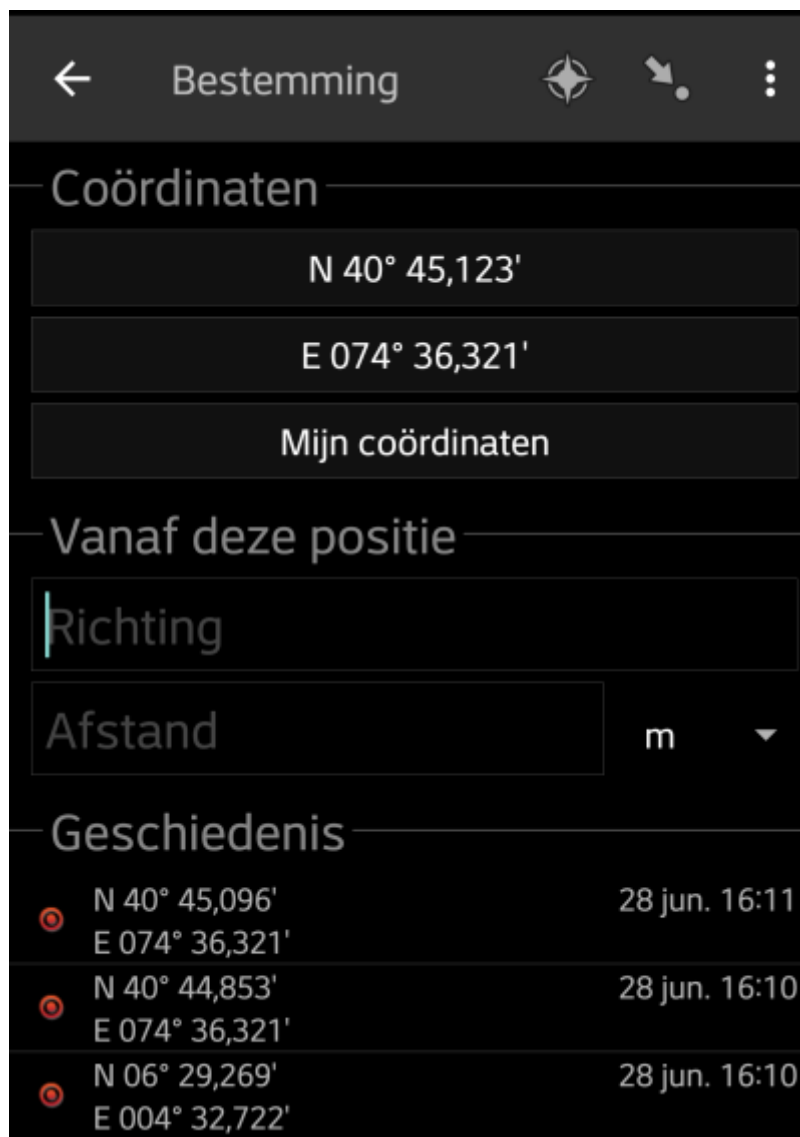 Bestemming
Coördinaten
N 40° 45,123'
E 074° 36,321'
Mijn coördinaten
Vanaf deze positie
Richting
Afstand
m
Geschiedenis
N 40° 45,096'
28 jun. 16:11
E 074° 36,321'
N 40° 44,853'
28 jun. 16:10
E 074° 36,321'
N 06° 29,269'
28 jun. 16:10
E 004° 32,722'